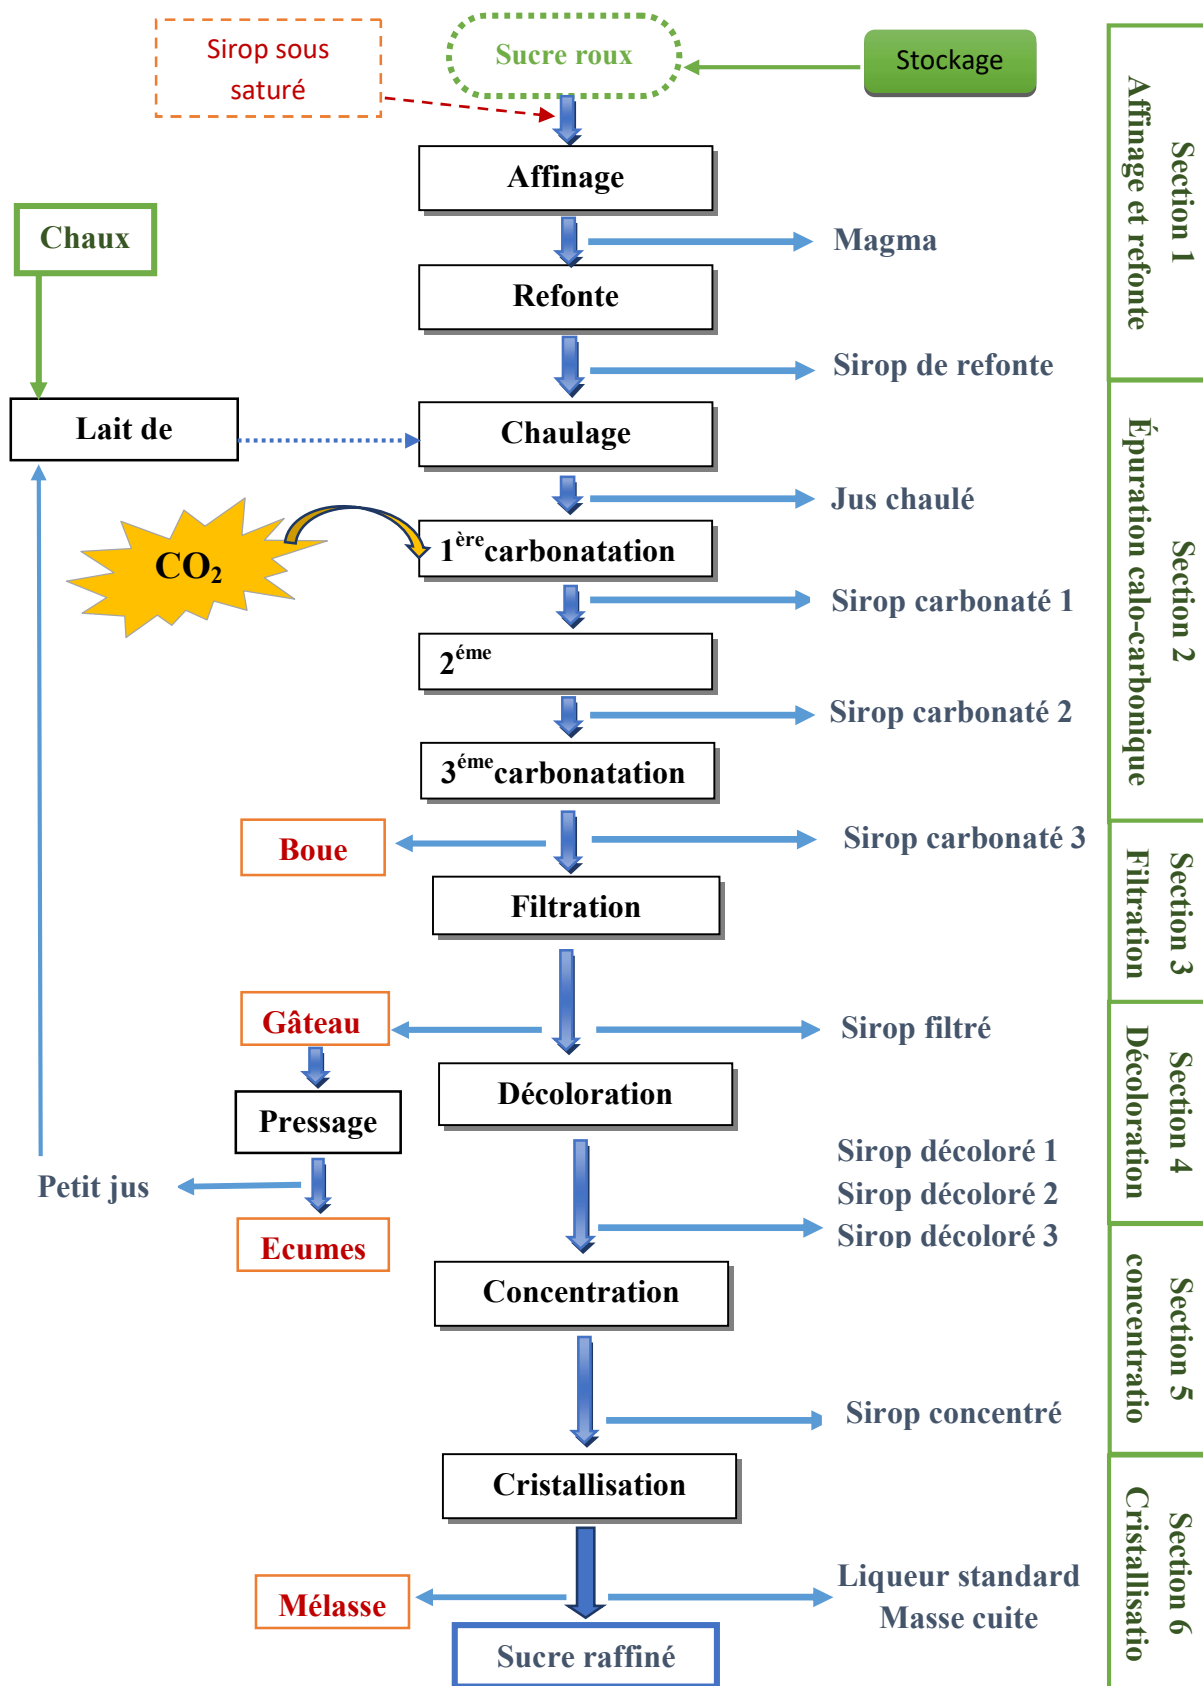 Sirop sous
saturé
Sucre roux
Stockage
Affinage
Chaux
Magma
Refonte
Sirop de refonte
Section 1
Affinage et refonte
Lait de
Chaulage
Jus chaulé
CO₂
1ère carbonatation
Sirop carbonaté 1
2éme
Sirop carbonaté 2
3éme carbonatation
Section 2
Épuration calo-carbonique
Boue
Sirop carbonaté 3
Filtration
Section 3
Filtration
Gâteau
Sirop filtré
Décoloration
Pressage
Petit jus
Ecumes
Sirop décoloré 1
Sirop décoloré 2
Sirop décoloré 3
Section 4
Décoloration
Concentration
Sirop concentré
Section 5
concentratio
Cristallisation
Mélasse
Liqueur standard
Masse cuite
Sucre raffiné
Section 6
Cristallisatio